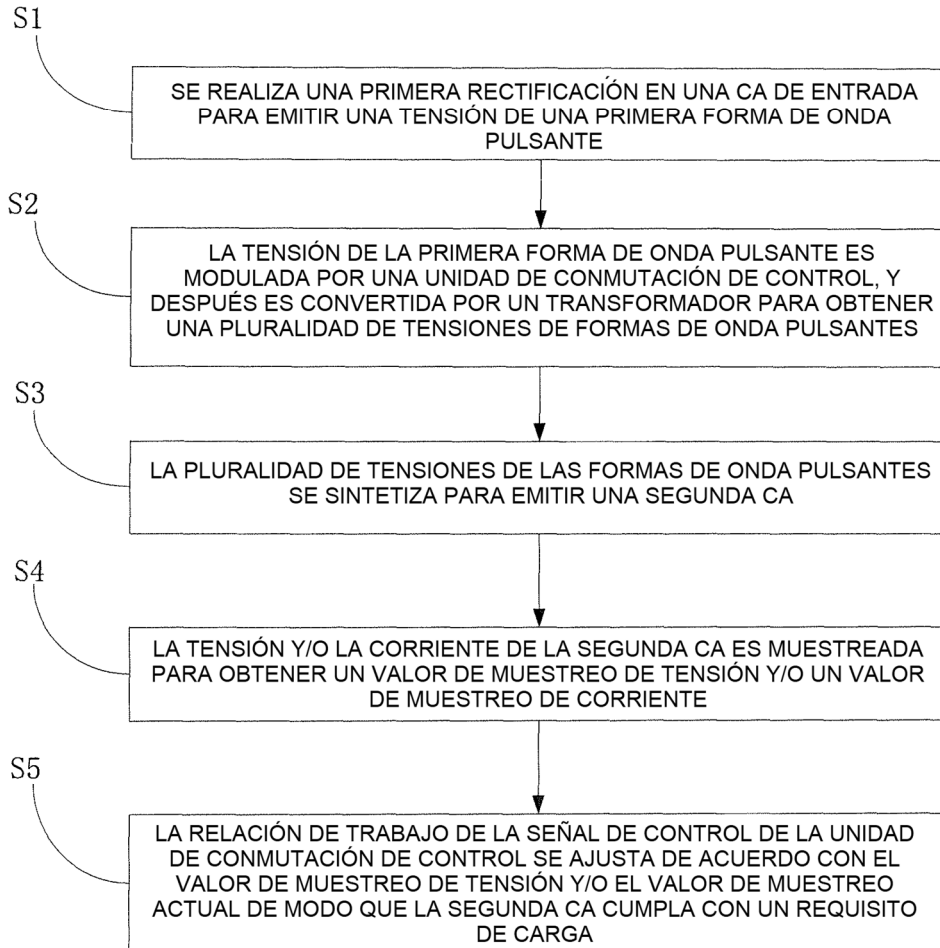 S1
SE REALIZA UNA PRIMERA RECTIFICACIÓN EN UNA CA DE ENTRADA
PARA EMITIR UNA TENSIÓN DE UNA PRIMERA FORMA DE ONDA
PULSANTE
S2
LA TENSIÓN DE LA PRIMERA FORMA DE ONDA PULSANTE ES
MODULADA POR UNA UNIDAD DE CONMUTACIÓN DE CONTROL, Y
DESPUÉS ES CONVERTIDA POR UN TRANSFORMADOR PARA OBTENER
UNA PLURALIDAD DE TENSIONES DE FORMAS DE ONDA PULSANTES
S3
LA PLURALIDAD DE TENSIONES DE LAS FORMAS DE ONDA PULSANTES
SE SINTETIZA PARA EMITIR UNA SEGUNDA CA
S4
LA TENSIÓN Y/O LA CORRIENTE DE LA SEGUNDA CA ES MUESTREADA
PARA OBTENER UN VALOR DE MUESTREO DE TENSIÓN Y/O UN VALOR
DE MUESTREO DE CORRIENTE
S5
LA RELACIÓN DE TRABAJO DE LA SEÑAL DE CONTROL DE LA UNIDAD
DE CONMUTACIÓN DE CONTROL SE AJUSTA DE ACUERDO CON EL
VALOR DE MUESTREO DE TENSIÓN Y/O EL VALOR DE MUESTREO
ACTUAL DE MODO QUE LA SEGUNDA CA CUMPLA CON UN REQUISITO
DE CARGA